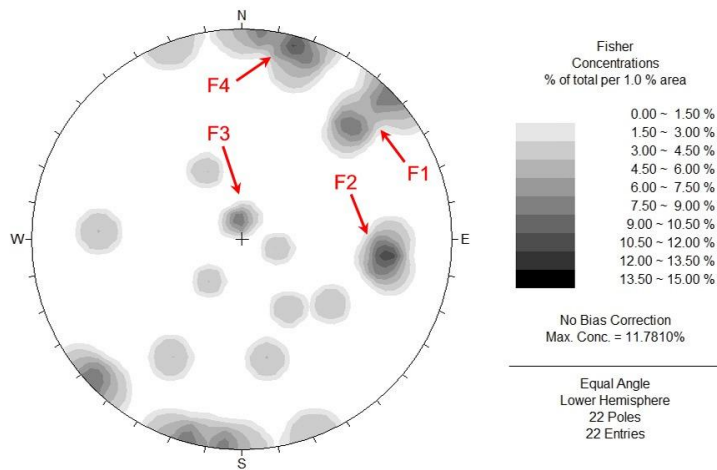 N
F4
F3
F2
F1
W
E
S
Fisher
Concentrations
% of total per 1.0 % area
0.00 ~ 1.50 %
1.50 ~ 3.00 %
3.00 ~ 4.50 %
4.50 ~ 6.00 %
6.00 ~ 7.50 %
7.50 ~ 9.00 %
9.00 ~ 10.50 %
10.50 ~ 12.00 %
12.00 ~ 13.50 %
13.50 ~ 15.00 %
No Bias Correction
Max. Conc. = 11.7810%
Equal Angle
Lower Hemisphere
22 Poles
22 Entries